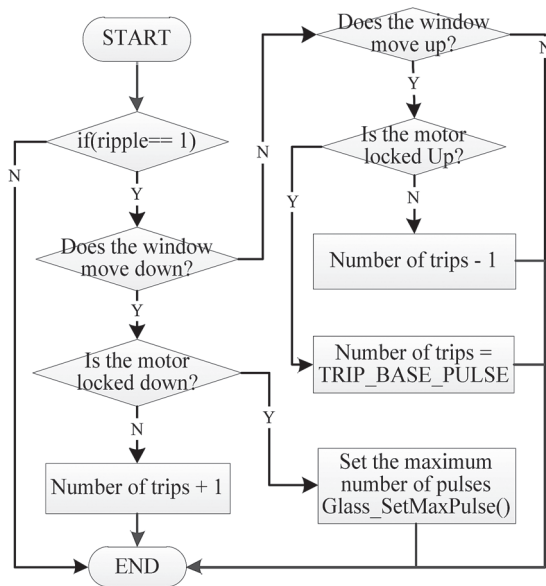 START
if(ripple== 1)
N
Y
Does the window
move down?
N
Y
Is the motor
locked down?
Y
N
Number of trips + 1
END
Does the window
move up?
N
Y
Is the motor
locked Up?
Y
N
Number of trips - 1
Number of trips =
TRIP_BASE_PULSE
Set the maximum
number of pulses
Glass_SetMaxPulse()